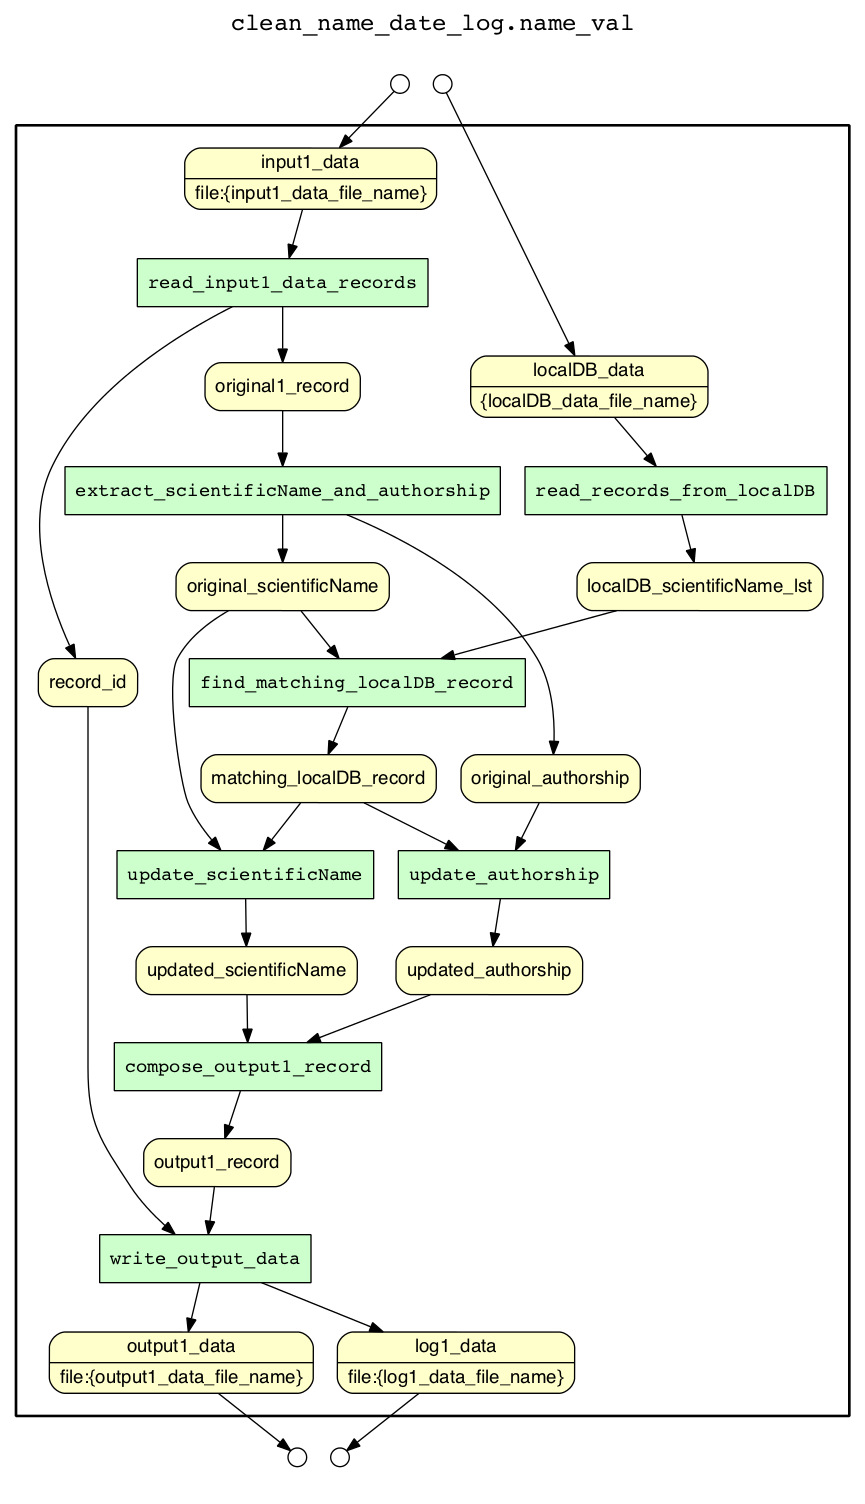 clean_name_date_log.name_val
input1_data
file:{input1_data_file_name}
read_input1_data_records
original1_record
localDB_data
{localDB_data_file_name}
extract_scientificName_and_authorship
read_records_from_localDB
original_scientificName
localDB_scientificName_lst
record_id
find_matching_localDB_record
matching_localDB_record
original_authorship
update_scientificName
update_authorship
updated_scientificName
updated_authorship
compose_output1_record
output1_record
write_output_data
output1_data
file:{output1_data_file_name}
log1_data
file:{log1_data_file_name}